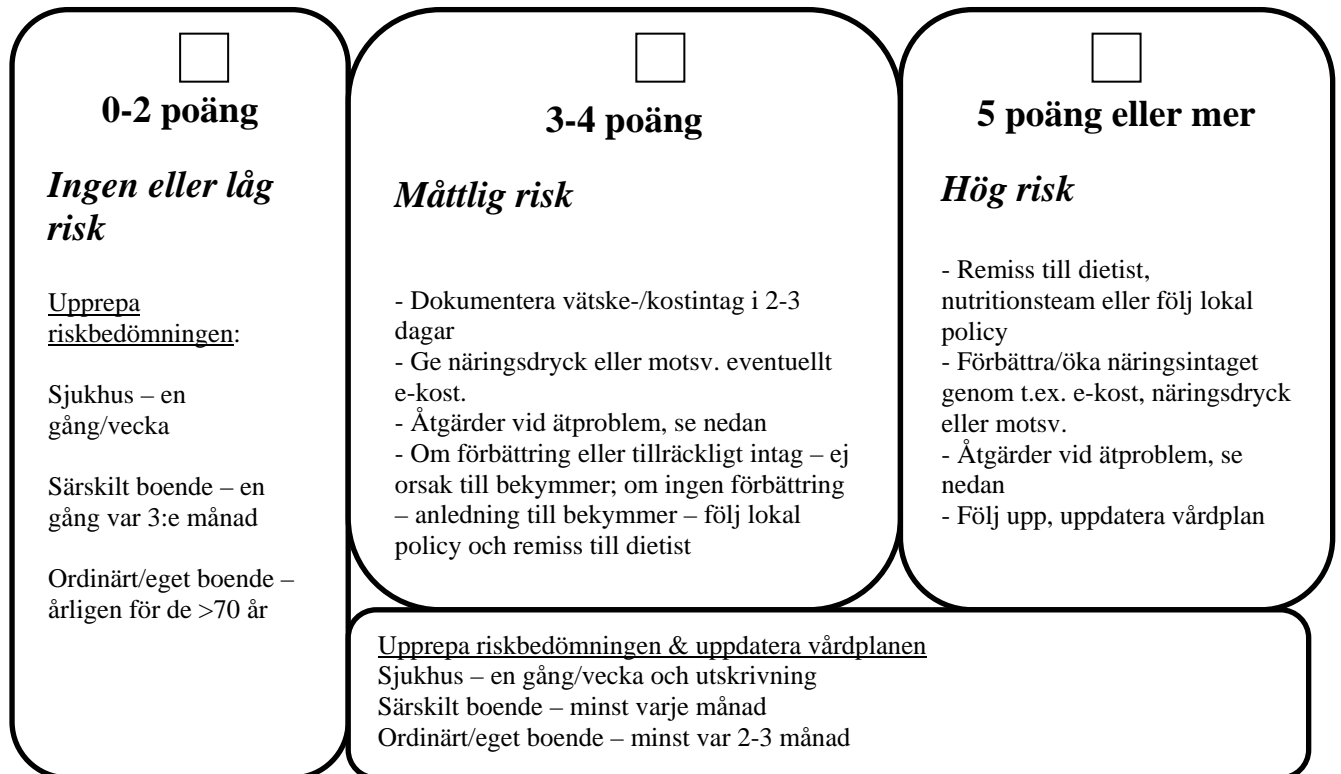 0-2 poäng
Ingen eller låg
risk
Upprepa
riskbedömningen:
Sjukhus – en
gång/vecka
Särskilt boende – en
gång var 3:e månad
Ordinärt/eget boende –
årligen för de >70 år
3-4 poäng
Måttlig risk
- Dokumentera vätske-/kostintag i 2-3
dagar
- Ge näringsdryck eller motsv. eventuellt
e-kost.
- Åtgärder vid ätproblem, se nedan
- Om förbättring eller tillräckligt intag – ej
orsak till bekymmer; om ingen förbättring
– anledning till bekymmer – följ lokal
policy och remiss till dietist
5 poäng eller mer
Hög risk
- Remiss till dietist,
nutritionsteam eller följ lokal
policy
- Förbättra/öka näringsintaget
genom t.ex. e-kost, näringsdryck
eller motsv.
- Åtgärder vid ätproblem, se
nedan
- Följ upp, uppdatera vårdplan
Upprepa riskbedömningen & uppdatera vårdplanen
Sjukhus – en gång/vecka och utskrivning
Särskilt boende – minst varje månad
Ordinärt/eget boende – minst var 2-3 månad